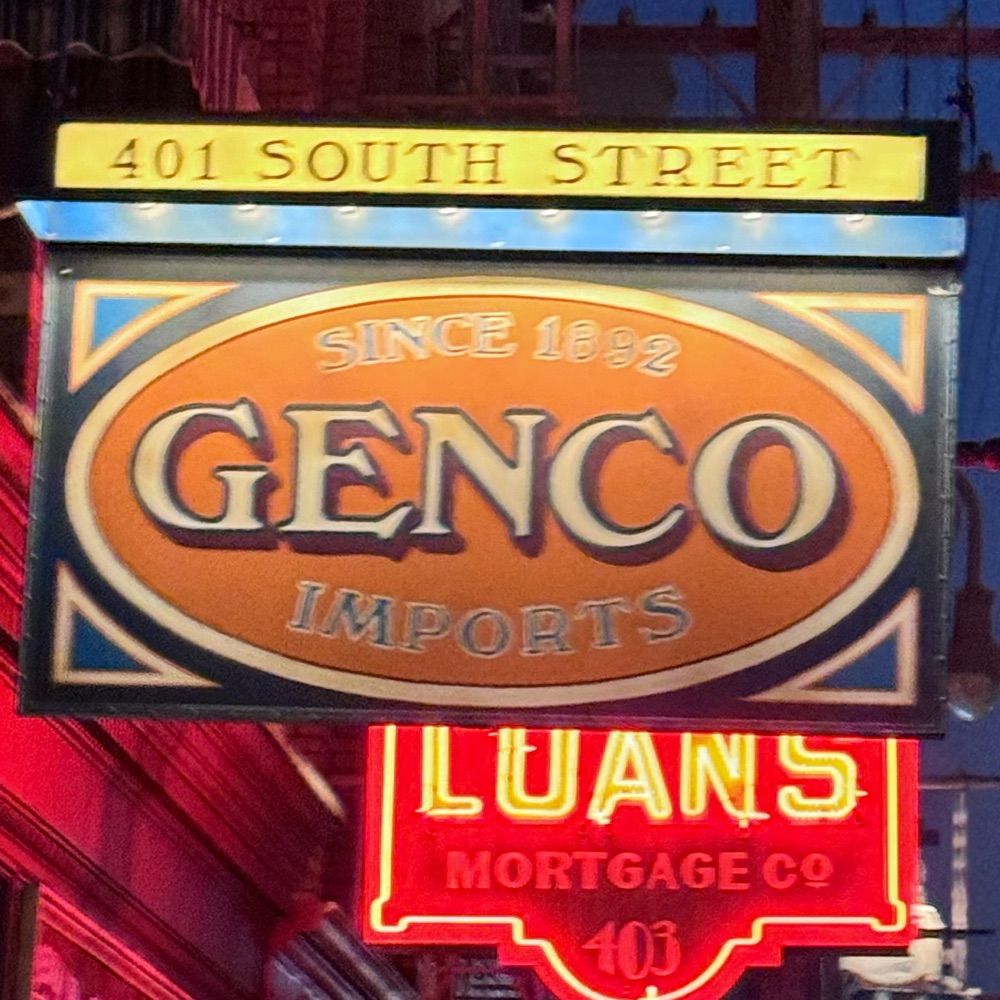 401 SOUTH STREET
SINCE 1892
GENCO
IMPORTS
LOANS
MORTGAGE Co
403